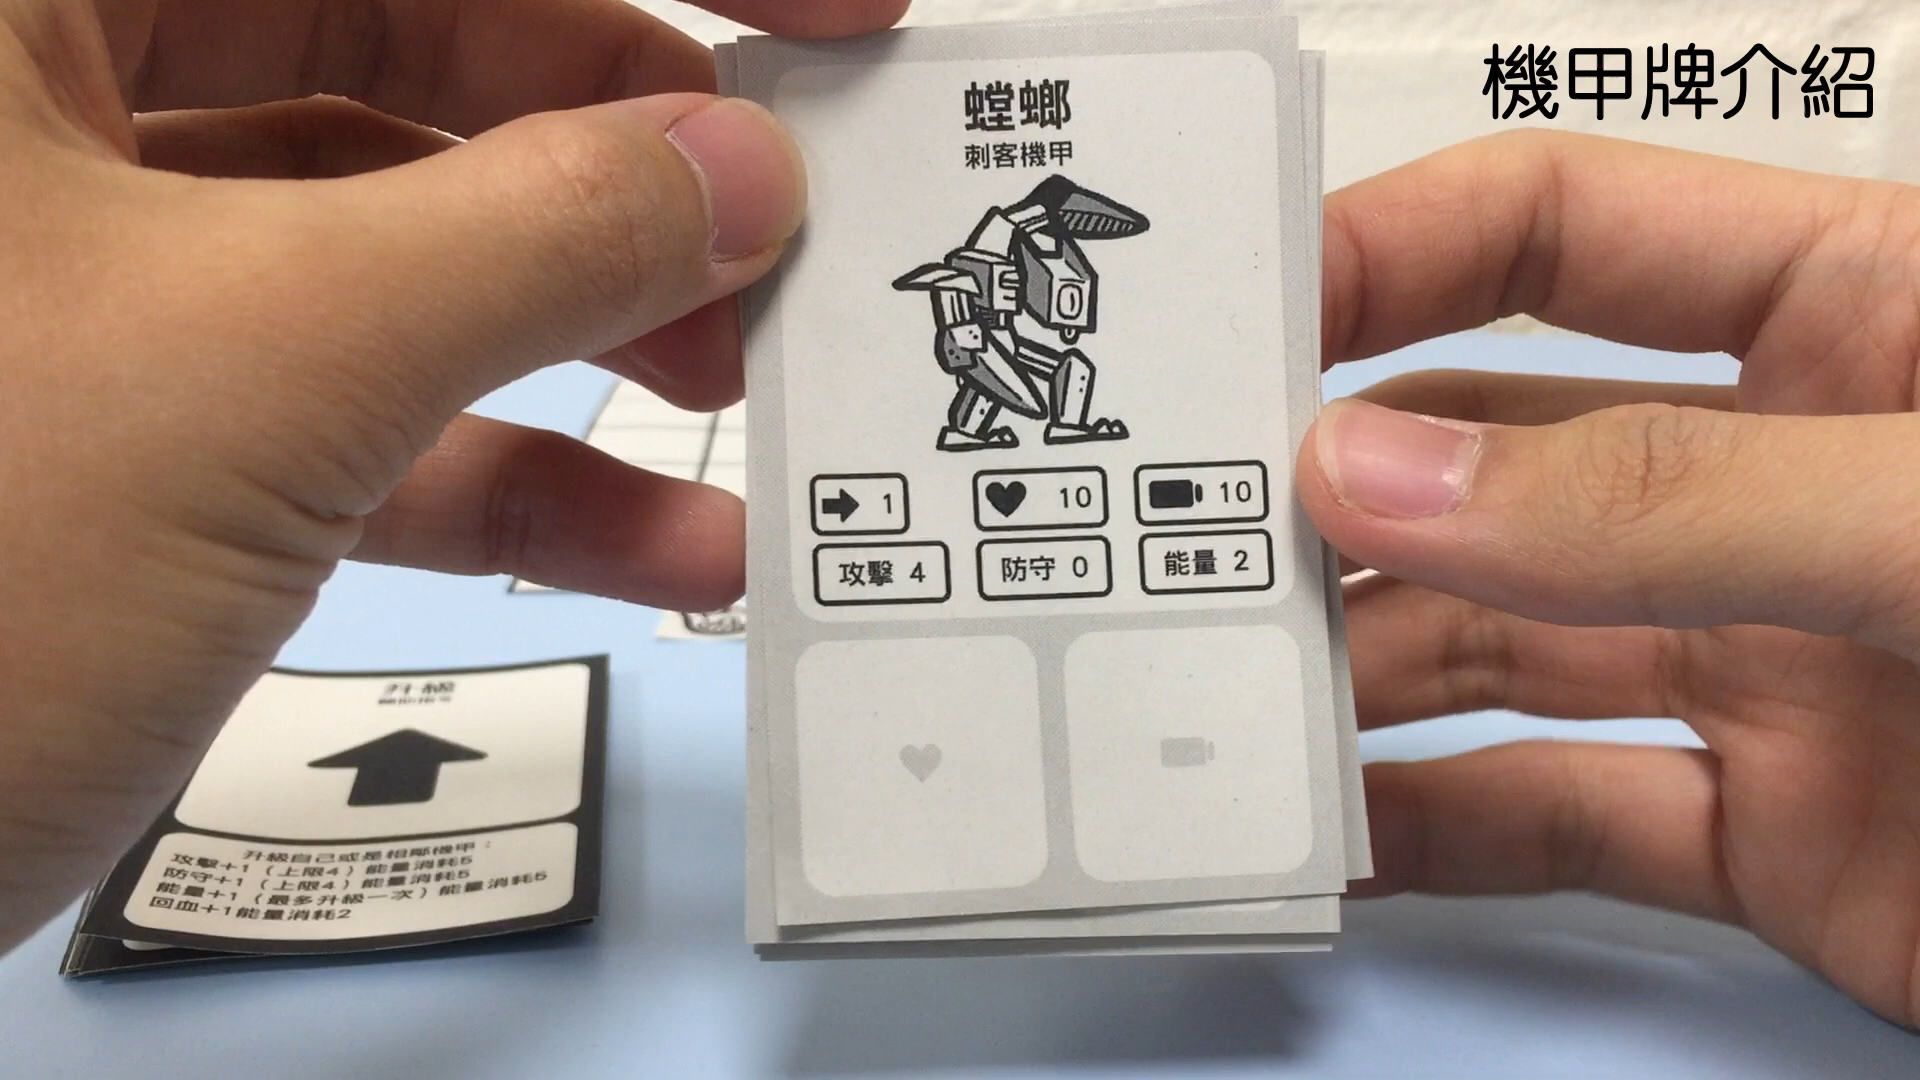 機甲牌介紹
螳螂
刺客機甲
1
10
10
攻擊 4
防守 0
能量 2
升級
輔助指令
升級自己或是相鄰機甲：
攻擊+1（上限4）能量消耗5
防守+1（上限4）能量消耗5
能量+1（最多升級一次）能量消耗5
回血+1能量消耗2